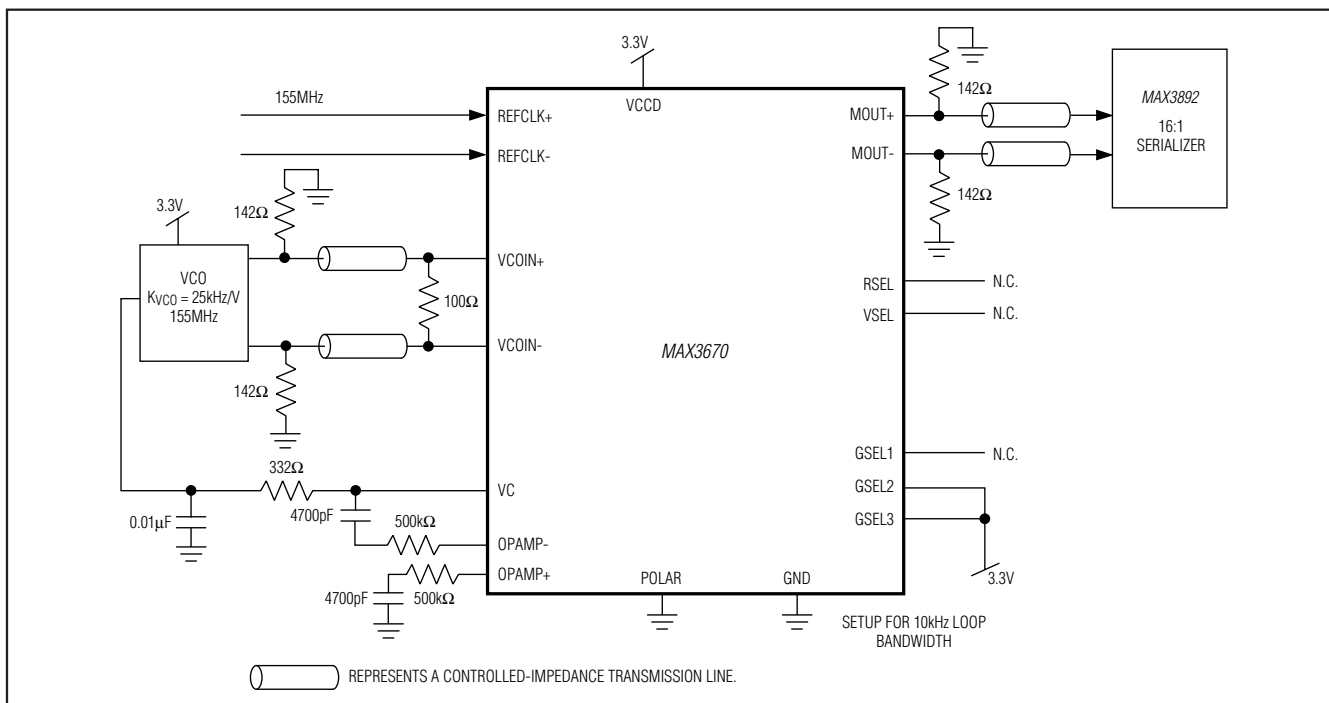 3.3V
142Ω
155MHz
VCCD
REFCLK+
MOUT+
MAX3892
16:1
SERIALIZER
REFCLK-
MOUT-
3.3V
142Ω
142Ω
VCO
KVCO = 25kHz/V
155MHz
VCOIN+
100Ω
VCOIN-
RSEL
N.C.
VSEL
N.C.
MAX3670
142Ω
332Ω
VC
GSEL1
N.C.
GSEL2
0.01μF
4700pF
500kΩ
OPAMP-
GSEL3
OPAMP+
4700pF
500kΩ
POLAR
GND
3.3V
SETUP FOR 10kHz LOOP
BANDWIDTH
REPRESENTS A CONTROLLED-IMPEDANCE TRANSMISSION LINE.